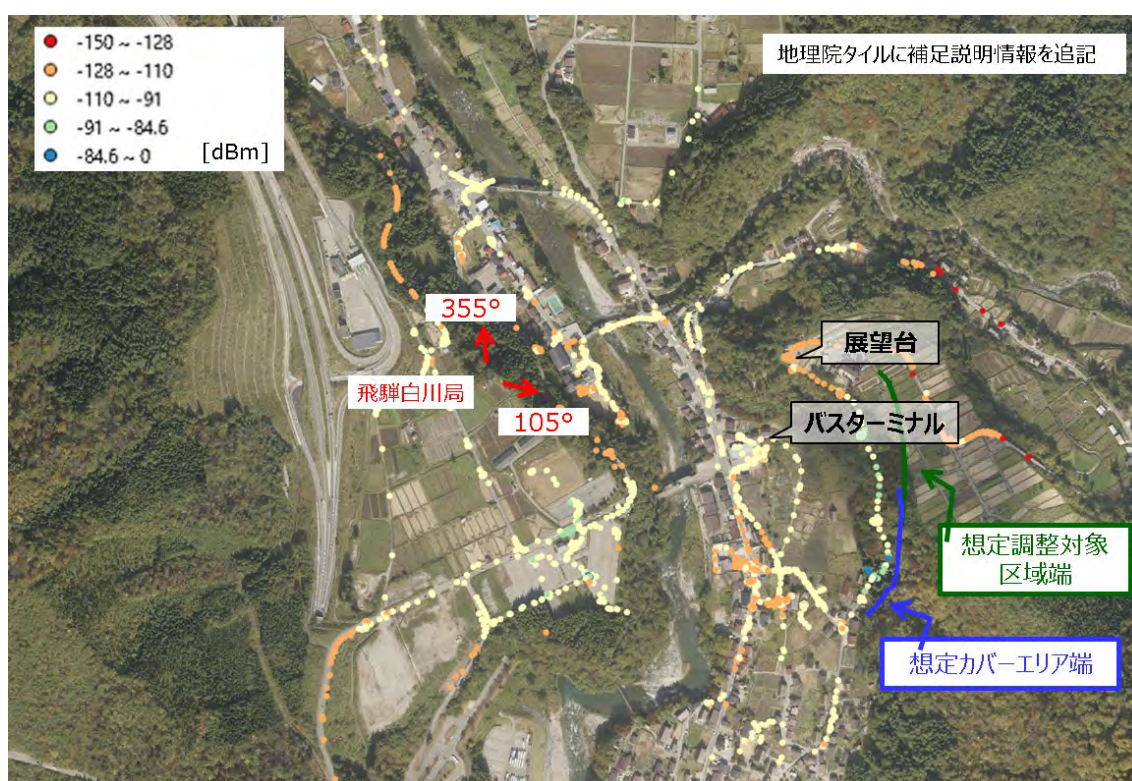 -150 ~ -128
-128 ~ -110
-110 ~ -91
-91 ~ -84.6
-84.6 ~ 0
[dBm]
地理院タイルに補足説明情報を追記
355°
飛騨白川局
105°
展望台
バスターミナル
想定調整対象
区域端
想定カバーエリア端